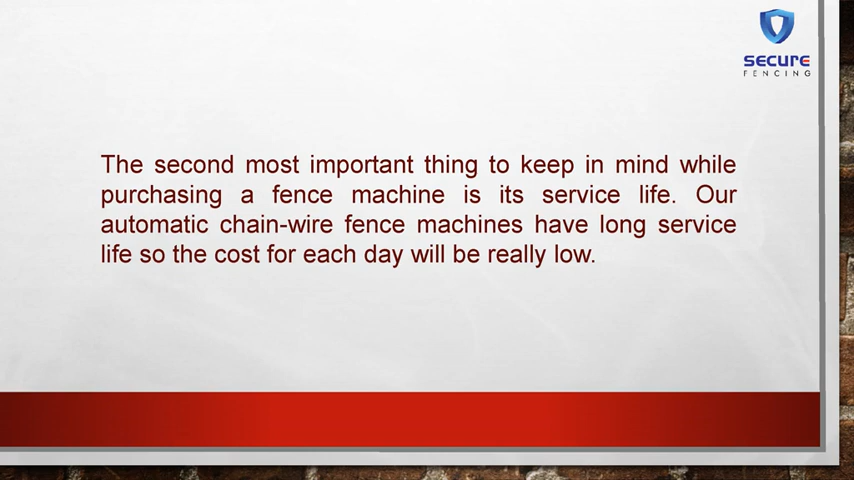 SECURE
FENCING
The second most important thing to keep in mind while
purchasing a fence machine is its service life. Our
automatic chain-wire fence machines have long service
life so the cost for each day will be really low.